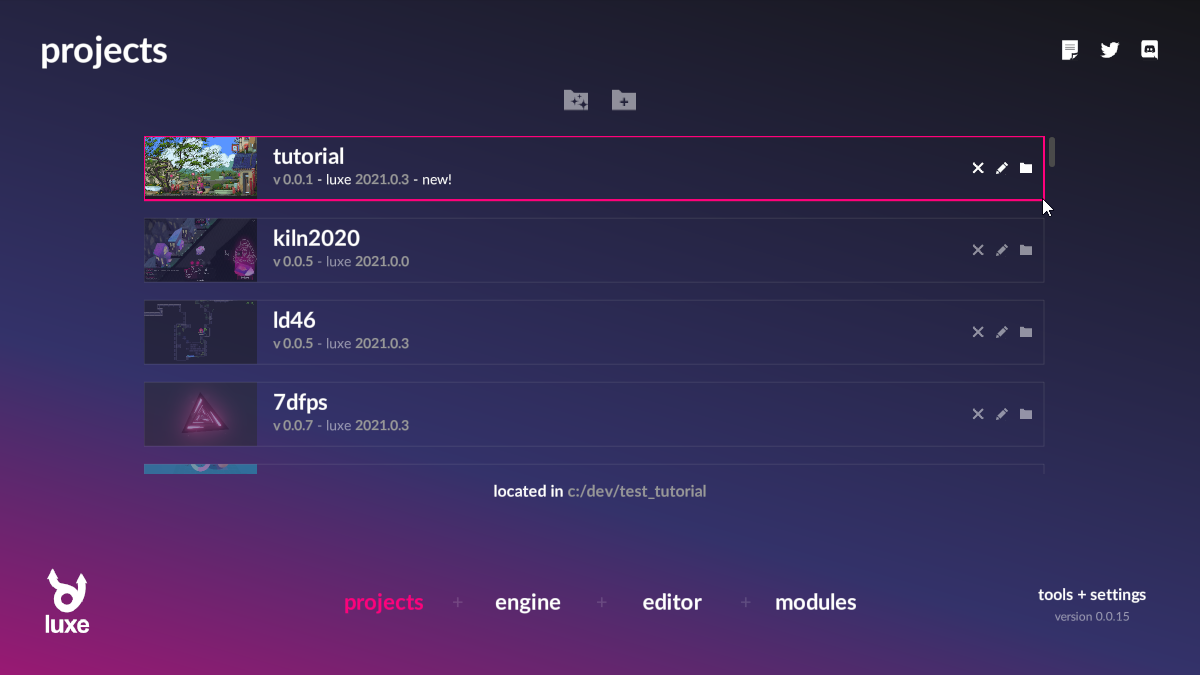 projects
tutorial
v 0.0.1 - luxe 2021.0.3 - new!
kiln2020
v 0.0.5 - luxe 2021.0.0
ld46
v 0.0.5 - luxe 2021.0.3
7dfps
v 0.0.7 - luxe 2021.0.3
located in c:/dev/test_tutorial
luxe
projects + engine + editor + modules
tools + settings
version 0.0.15